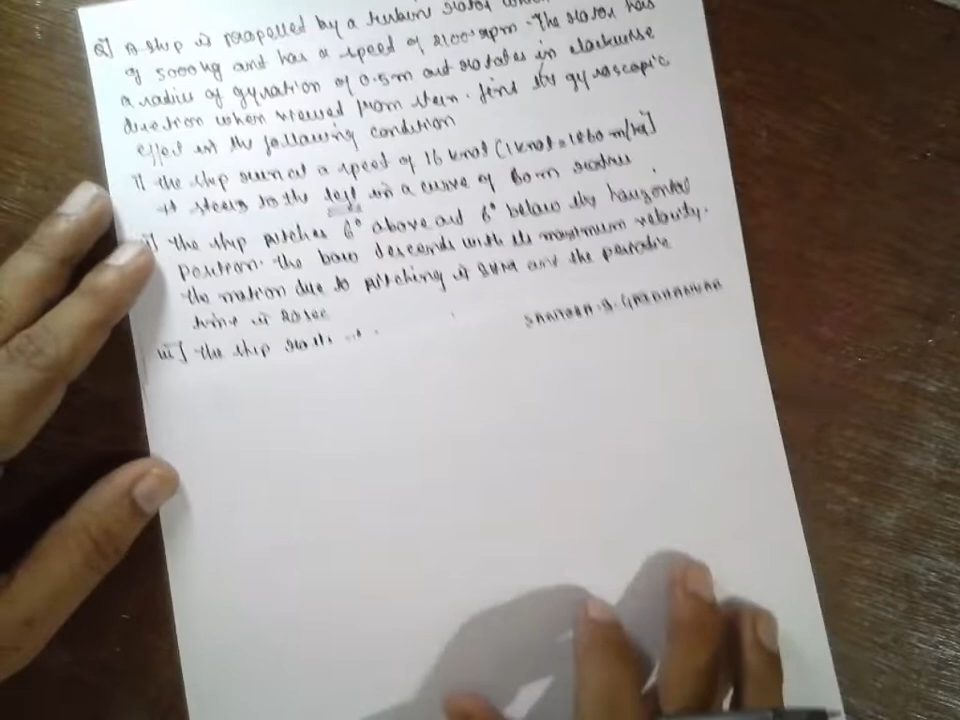 Q] A ship is propelled by a turbine rotor
of 5000kg and has a speed of 2100 rpm. The rotor has
a radius of gyration of 0.5m and rotates in clockwise
direction when viewed from stern. find the gyroscopic
effect in the following condition
i] the ship run at a speed of 16 knot (1 knot = 1860 m/hr]
it steers to the left in a curve of 60m radius
the ship pitches 6° above and 6° below the horizontal
position. the bow descends with its maximum velocity.
the motion due to pitching is SHM and the periodic
time is 20 sec
iii] the ship